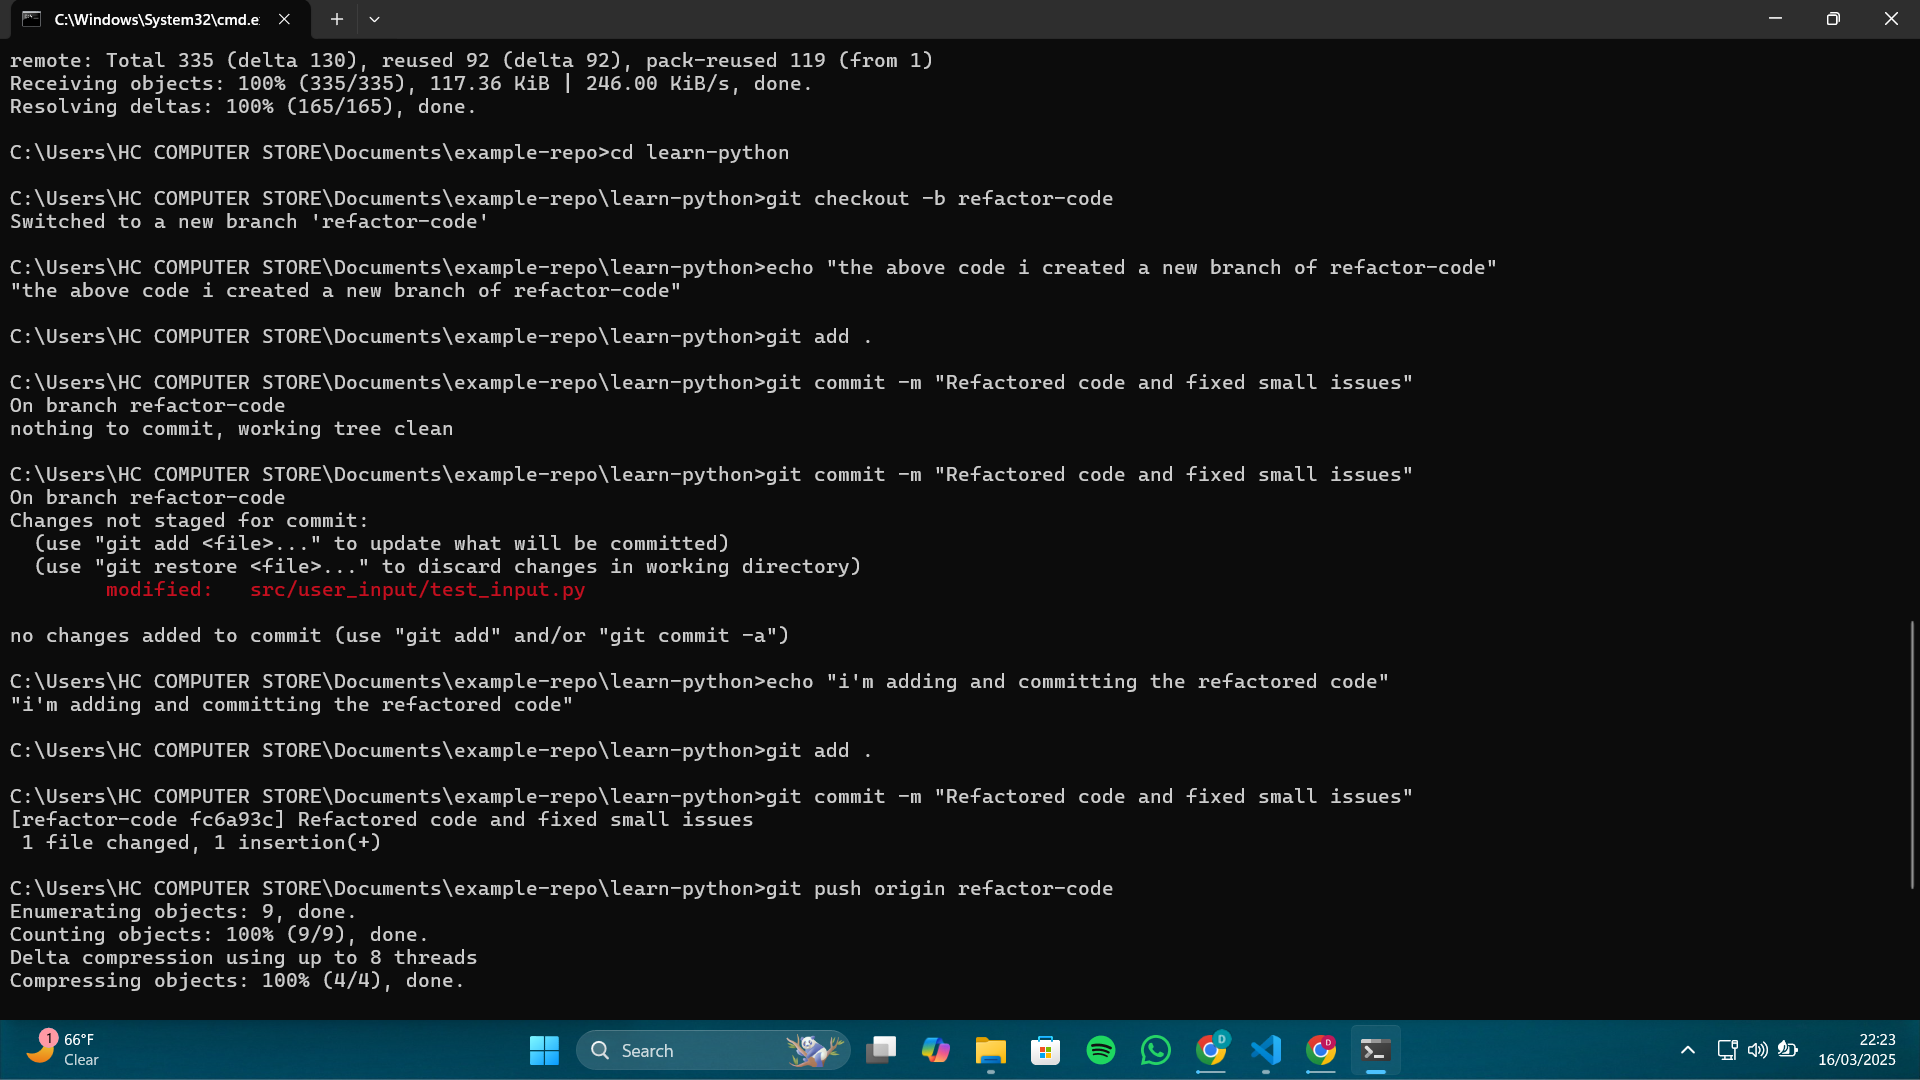 C:\Windows\System32\cmd.e
remote: Total 335 (delta 130), reused 92 (delta 92), pack-reused 119 (from 1)
Receiving objects: 100% (335/335), 117.36 KiB | 246.00 KiB/s, done.
Resolving deltas: 100% (165/165), done.
C:\Users\HC COMPUTER STORE\Documents\example-repo>cd learn-python
C:\Users\HC COMPUTER STORE\Documents\example-repo\learn-python>git checkout -b refactor-code
Switched to a new branch 'refactor-code'
C:\Users\HC COMPUTER STORE\Documents\example-repo\learn-python>echo "the above code i created a new branch of refactor-code"
"the above code i created a new branch of refactor-code"
C:\Users\HC COMPUTER STORE\Documents\example-repo\learn-python>git add .
C:\Users\HC COMPUTER STORE\Documents\example-repo\learn-python>git commit -m "Refactored code and fixed small issues"
On branch refactor-code
nothing to commit, working tree clean
C:\Users\HC COMPUTER STORE\Documents\example-repo\learn-python>git commit -m "Refactored code and fixed small issues"
On branch refactor-code
Changes not staged for commit:
  (use "git add <file>..." to update what will be committed)
  (use "git restore <file>..." to discard changes in working directory)
        modified:   src/user_input/test_input.py
no changes added to commit (use "git add" and/or "git commit -a")
C:\Users\HC COMPUTER STORE\Documents\example-repo\learn-python>echo "i'm adding and committing the refactored code"
"i'm adding and committing the refactored code"
C:\Users\HC COMPUTER STORE\Documents\example-repo\learn-python>git add .
C:\Users\HC COMPUTER STORE\Documents\example-repo\learn-python>git commit -m "Refactored code and fixed small issues"
[refactor-code fc6a93c] Refactored code and fixed small issues
 1 file changed, 1 insertion(+)
C:\Users\HC COMPUTER STORE\Documents\example-repo\learn-python>git push origin refactor-code
Enumerating objects: 9, done.
Counting objects: 100% (9/9), done.
Delta compression using up to 8 threads
Compressing objects: 100% (4/4), done.
1
66°F
Clear
Search
D
D
22:23
16/03/2025